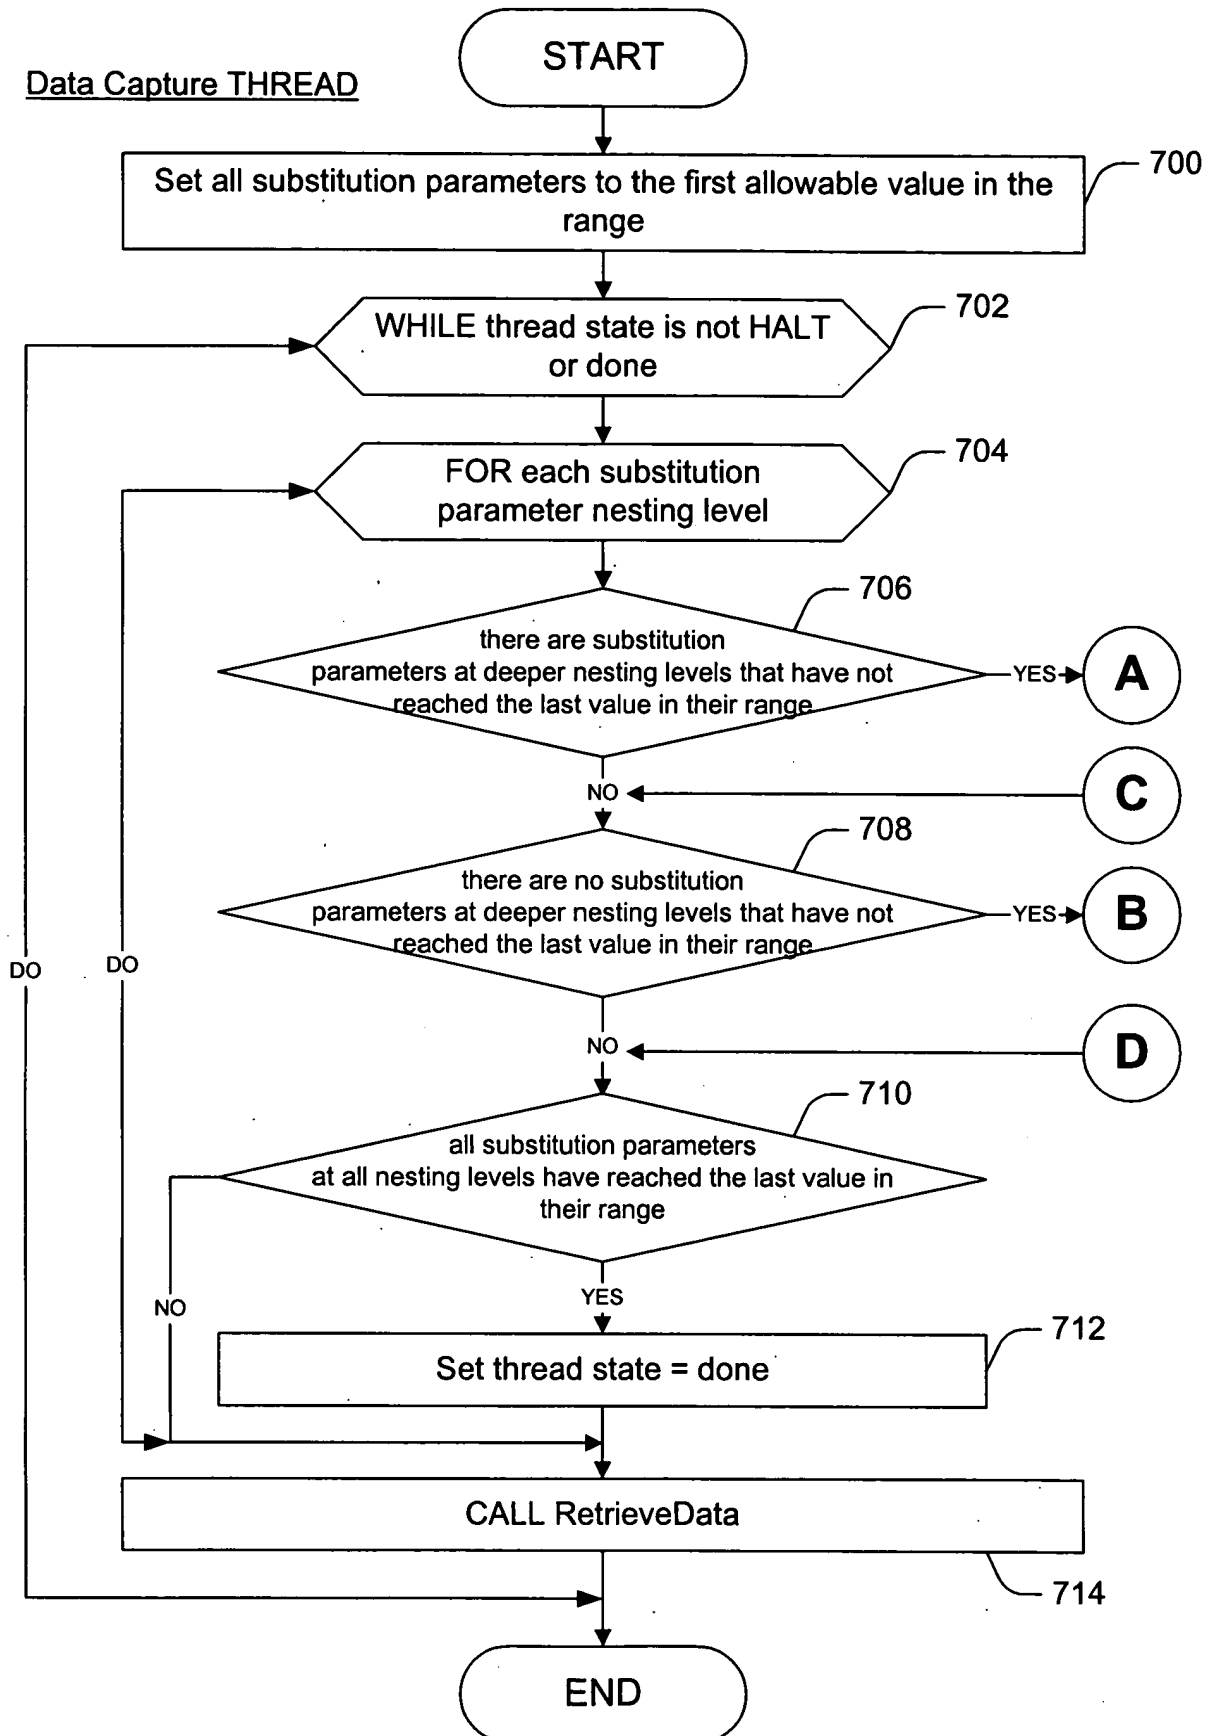 START
Data Capture THREAD
700
Set all substitution parameters to the first allowable value in the
range
702
WHILE thread state is not HALT
or done
704
FOR each substitution
parameter nesting level
706
there are substitution
parameters at deeper nesting levels that have not
reached the last value in their range
YES
A
NO
C
708
there are no substitution
parameters at deeper nesting levels that have not
reached the last value in their range
YES
B
DO
DO
NO
D
710
all substitution parameters
at all nesting levels have reached the last value in
their range
NO
YES
712
Set thread state = done
CALL RetrieveData
714
END